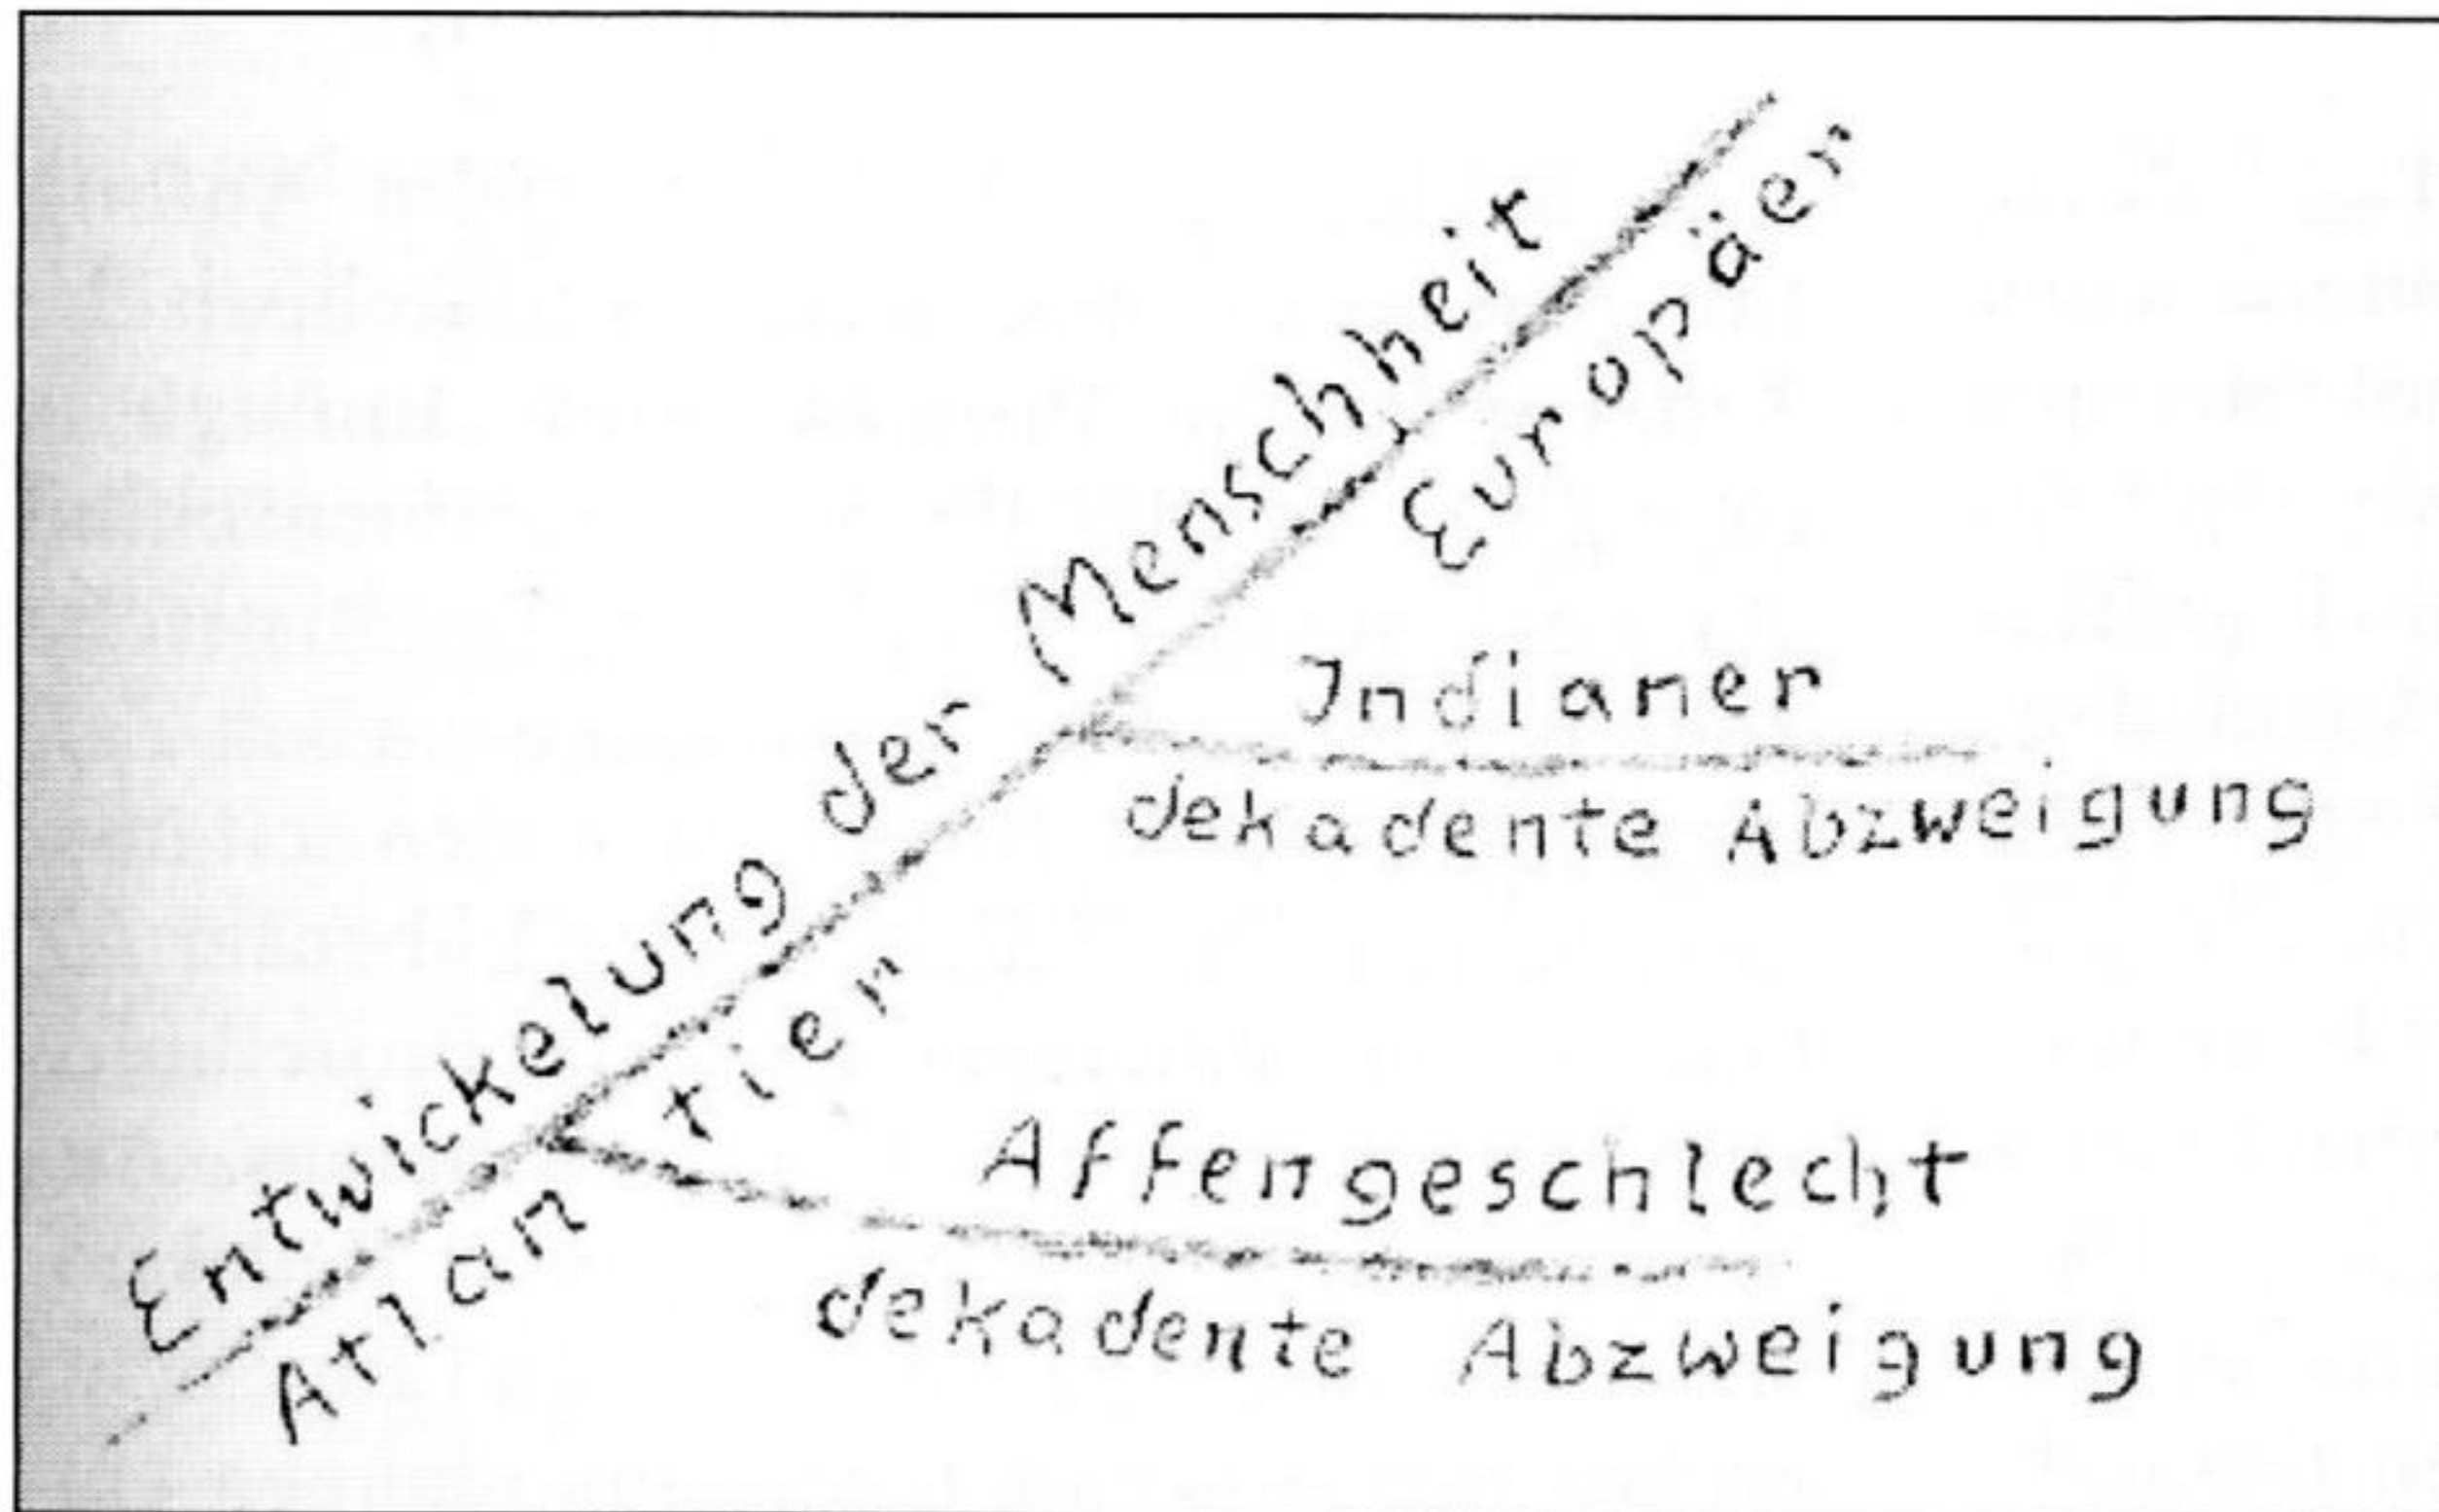 Entwickelung der Menschheit
Europäer
Indianer
dekadente Abzweigung
Atlantier
Affengeschlecht
dekadente Abzweigung